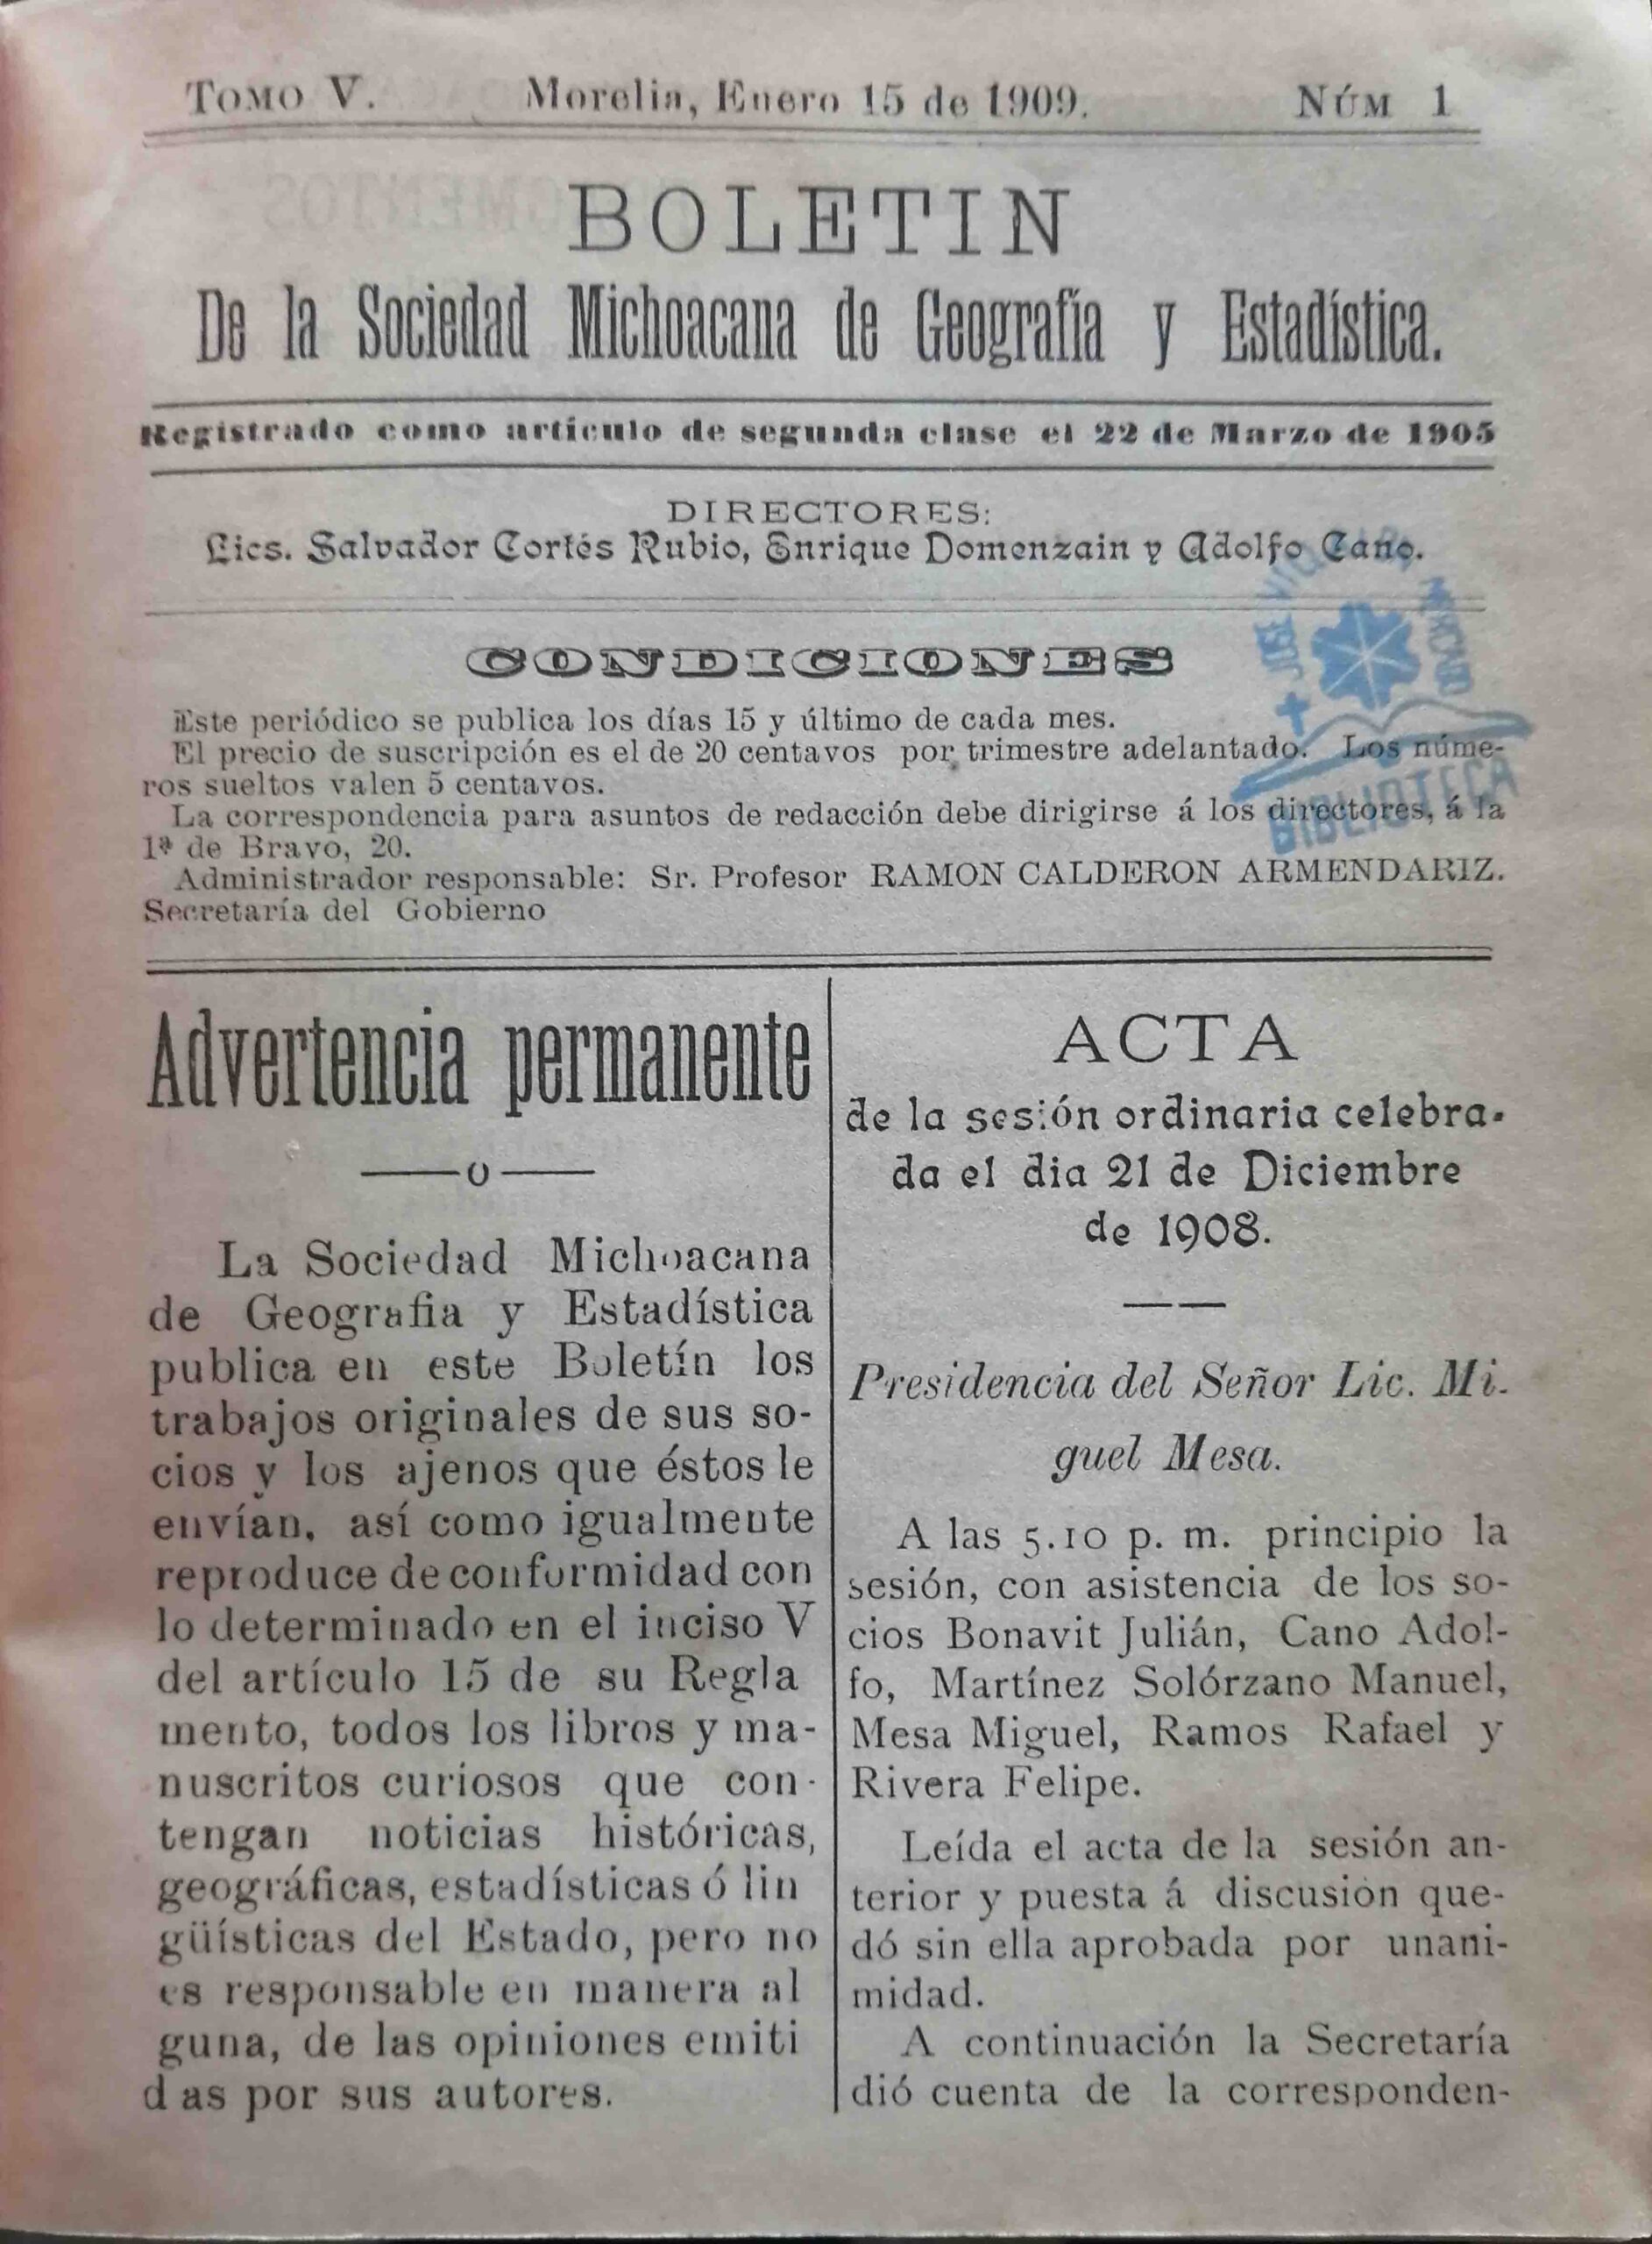 TOMO V. Morelia, Enero 15 de 1909. NÚM 1
BOLETIN
De la Sociedad Michoacana de Geografía y Estadística.
Registrado como artículo de segunda clase el 22 de Marzo de 1905
DIRECTORES:
Lics. Salvador Cortés Rubio, Enrique Domenzain y Adolfo Cano.
CONDICIONES
Este periódico se publica los días 15 y último de cada mes.
El precio de suscripción es el de 20 centavos por trimestre adelantado. Los núme-
ros sueltos valen 5 centavos.
La correspondencia para asuntos de redacción debe dirigirse á los directores, á la
1ª de Bravo, 20.
Administrador responsable: Sr. Profesor RAMON CALDERON ARMENDARIZ.
Secretaría del Gobierno
BIBLIOTECA
Advertencia permanente
o
La Sociedad Michoacana
de Geografia y Estadística
publica en este Boletín los
trabajos originales de sus so-
cios y los ajenos que éstos le
envían, así como igualmente
reproduce de conformidad con
lo determinado en el inciso V
del artículo 15 de su Regla
mento, todos los libros y ma-
nuscritos curiosos que con-
tengan noticias históricas,
geográficas, estadísticas ó lin
güísticas del Estado, pero no
es responsable en manera al
guna, de las opiniones emiti
das por sus autores.
ACTA
de la sesión ordinaria celebra-
da el dia 21 de Diciembre
de 1908.
Presidencia del Señor Lic. Mi-
guel Mesa.
A las 5.10 p. m. principio la
sesión, con asistencia de los so-
cios Bonavit Julián, Cano Adol-
fo, Martínez Solórzano Manuel,
Mesa Miguel, Ramos Rafael y
Rivera Felipe.
Leída el acta de la sesión an-
terior y puesta á discusión que-
dó sin ella aprobada por unani-
midad.
A continuación la Secretaría
dió cuenta de la corresponden-